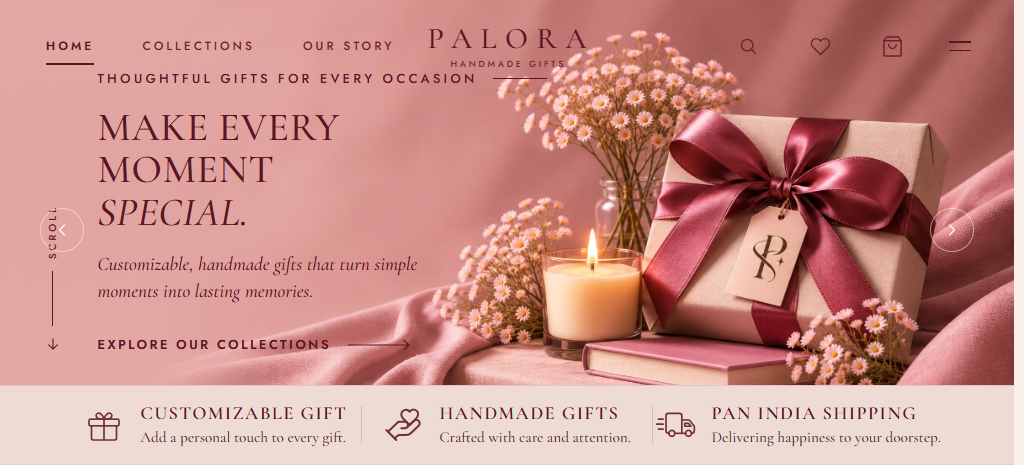 HOME
COLLECTIONS
OUR STORY
PALORA
HANDMADE GIFTS
THOUGHTFUL GIFTS FOR EVERY OCCASION
MAKE EVERY
MOMENT
SPECIAL.
SCROLL
Customizable, handmade gifts that turn simple
moments into lasting memories.
EXPLORE OUR COLLECTIONS
CUSTOMIZABLE GIFT
Add a personal touch to every gift.
HANDMADE GIFTS
Crafted with care and attention.
PAN INDIA SHIPPING
Delivering happiness to your doorstep.